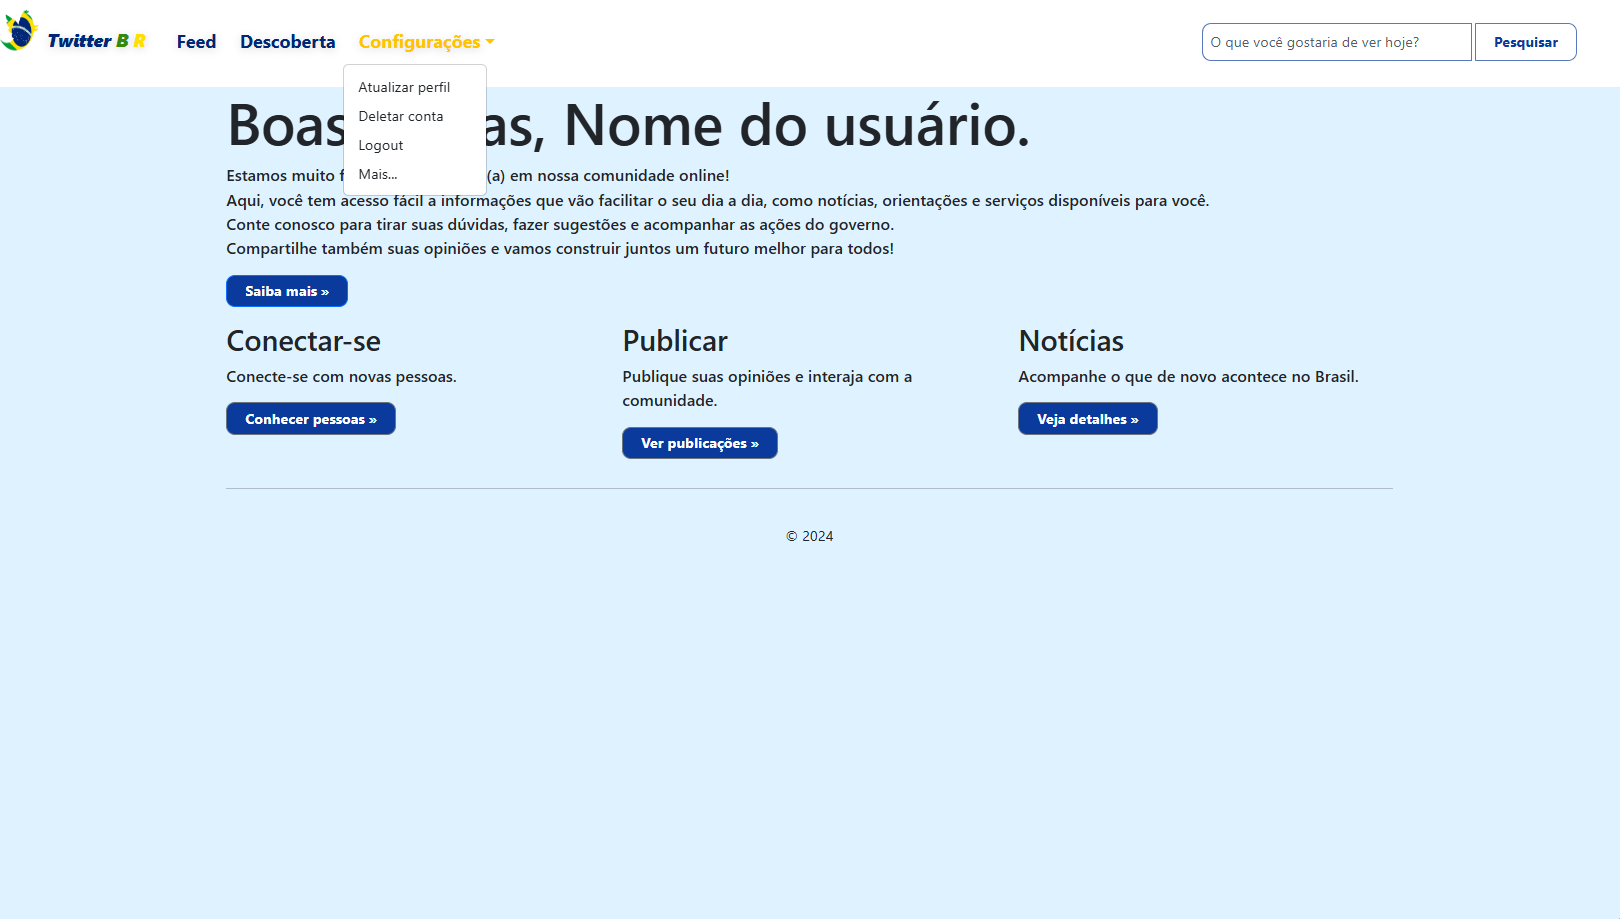 Twitter B R
Feed
Descoberta
Configurações
O que você gostaria de ver hoje?
Pesquisar
Atualizar perfil
Deletar conta
Logout
Mais...
Boas as, Nome do usuário.
Estamos muito f (a) em nossa comunidade online!
Aqui, você tem acesso fácil a informações que vão facilitar o seu dia a dia, como notícias, orientações e serviços disponíveis para você.
Conte conosco para tirar suas dúvidas, fazer sugestões e acompanhar as ações do governo.
Compartilhe também suas opiniões e vamos construir juntos um futuro melhor para todos!
Saiba mais »
Conectar-se
Conecte-se com novas pessoas.
Conhecer pessoas »
Publicar
Publique suas opiniões e interaja com a
comunidade.
Ver publicações »
Notícias
Acompanhe o que de novo acontece no Brasil.
Veja detalhes »
© 2024